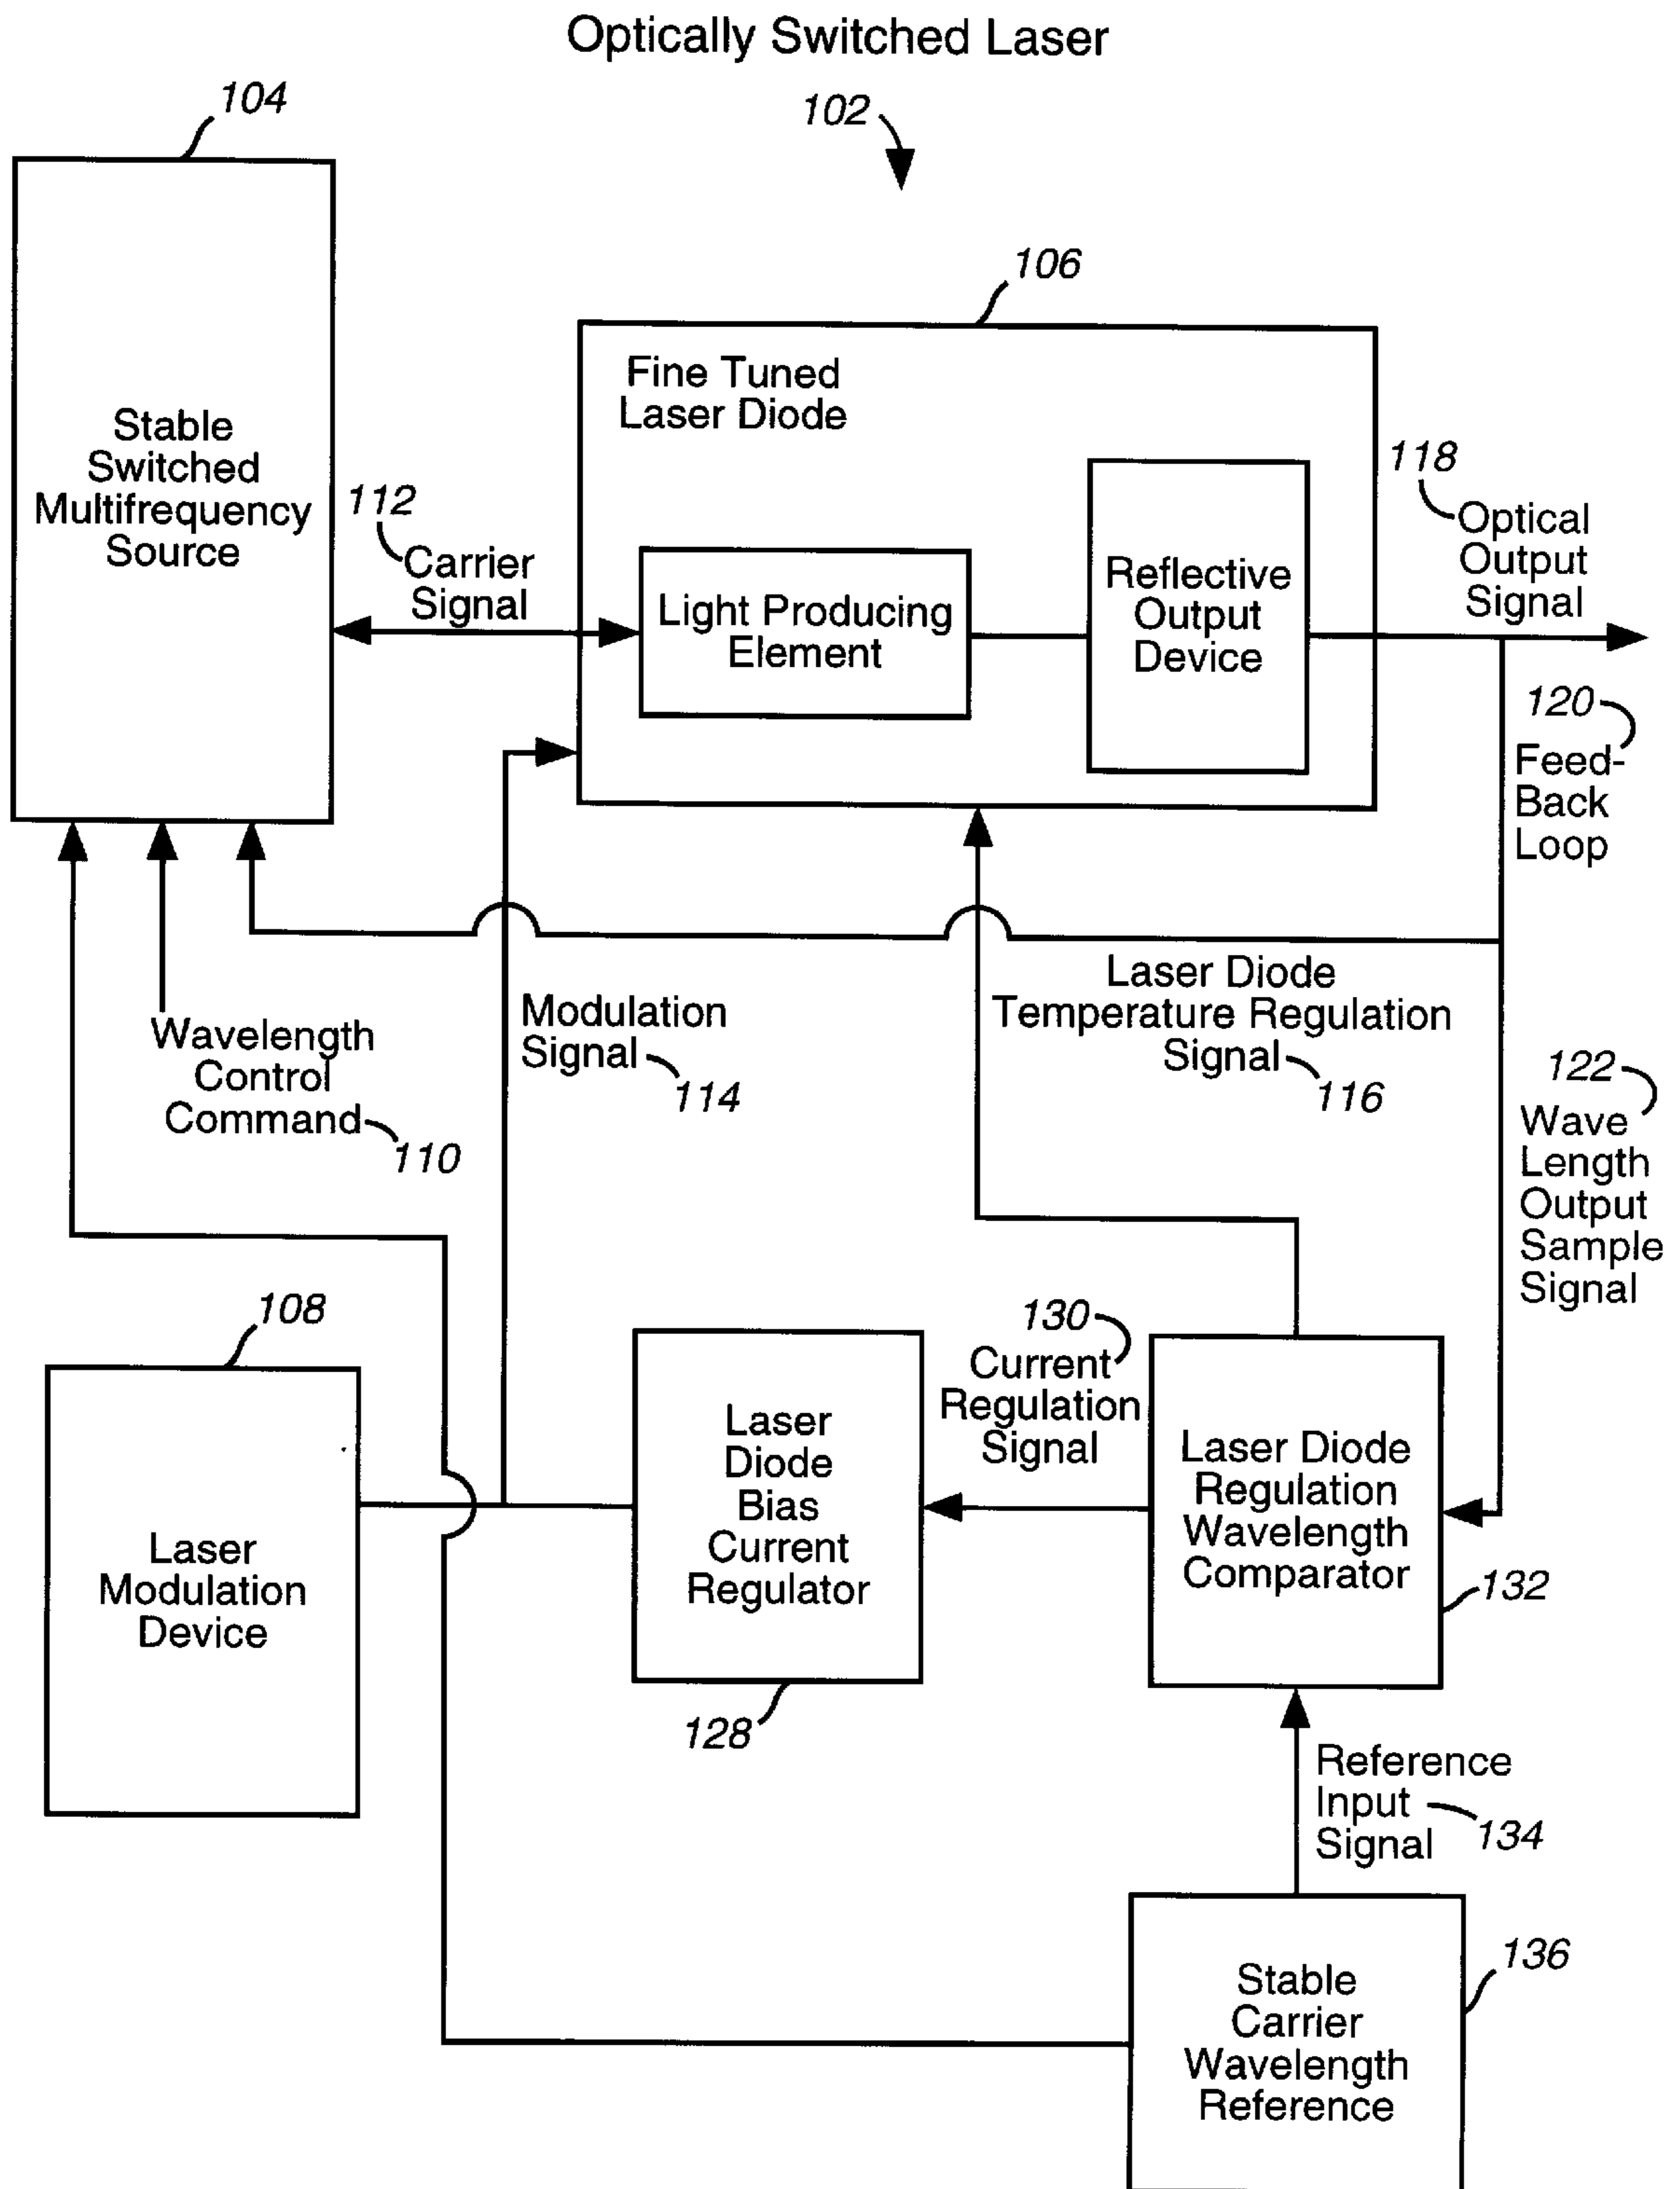 Optically Switched Laser
102
104
Stable
Switched
Multifrequency
Source
112
Carrier
Signal
106
Fine Tuned
Laser Diode
Light Producing
Element
Reflective
Output
Device
118
Optical
Output
Signal
120
Feed-
Back
Loop
Wavelength
Control
Command
110
Modulation
Signal
114
Laser Diode
Temperature Regulation
Signal
116
122
Wave
Length
Output
Sample
Signal
108
Laser
Modulation
Device
Laser
Diode
Bias
Current
Regulator
128
130
Current
Regulation
Signal
Laser Diode
Regulation
Wavelength
Comparator
132
Reference
Input
Signal
134
136
Stable
Carrier
Wavelength
Reference